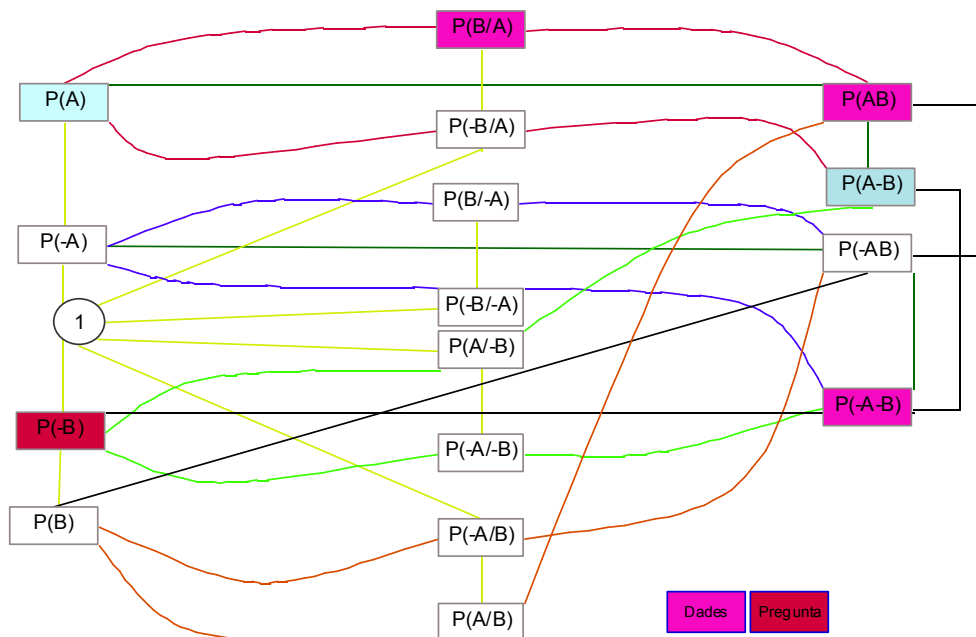 P(B/A)
P(A)
P(AB)
P(-B/A)
P(A-B)
P(B/-A)
P(-A)
P(-AB)
P(-B/-A)
1
P(A/-B)
P(-B)
P(-A-B)
P(-A/-B)
P(B)
P(-A/B)
P(A/B)
Dades
Pregunta